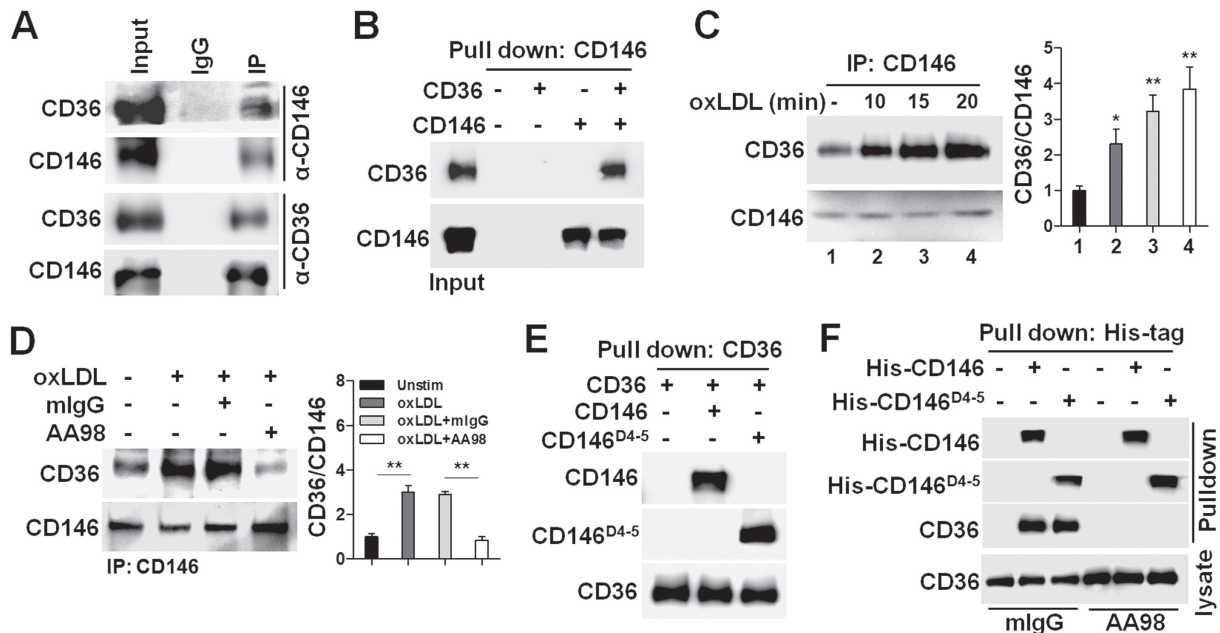 A
Input
IgG
IP
CD36
CD146
α-CD146
CD36
CD146
α-CD36
B
Pull down: CD146
CD36 - + - +
CD146 - - + +
CD36
CD146
Input
C
IP: CD146
oxLDL (min) - 10 15 20
CD36
CD146
1 2 3 4
CD36/CD146
5
4
3
2
1
0
* ** **
1 2 3 4
D
oxLDL - + + +
mIgG - - + -
AA98 - - - +
CD36
CD146
IP: CD146
CD36/CD146
8
6
4
2
0
Unstim
oxLDL
oxLDL+mIgG
oxLDL+AA98
** **
E
Pull down: CD36
CD36 + + +
CD146 - + -
CD146D4-5 - - +
CD146
CD146D4-5
CD36
F
Pull down: His-tag
His-CD146 - + - - + -
His-CD146D4-5 - - + - - +
His-CD146
His-CD146D4-5
CD36
Pulldown
CD36
lysate
mIgG AA98